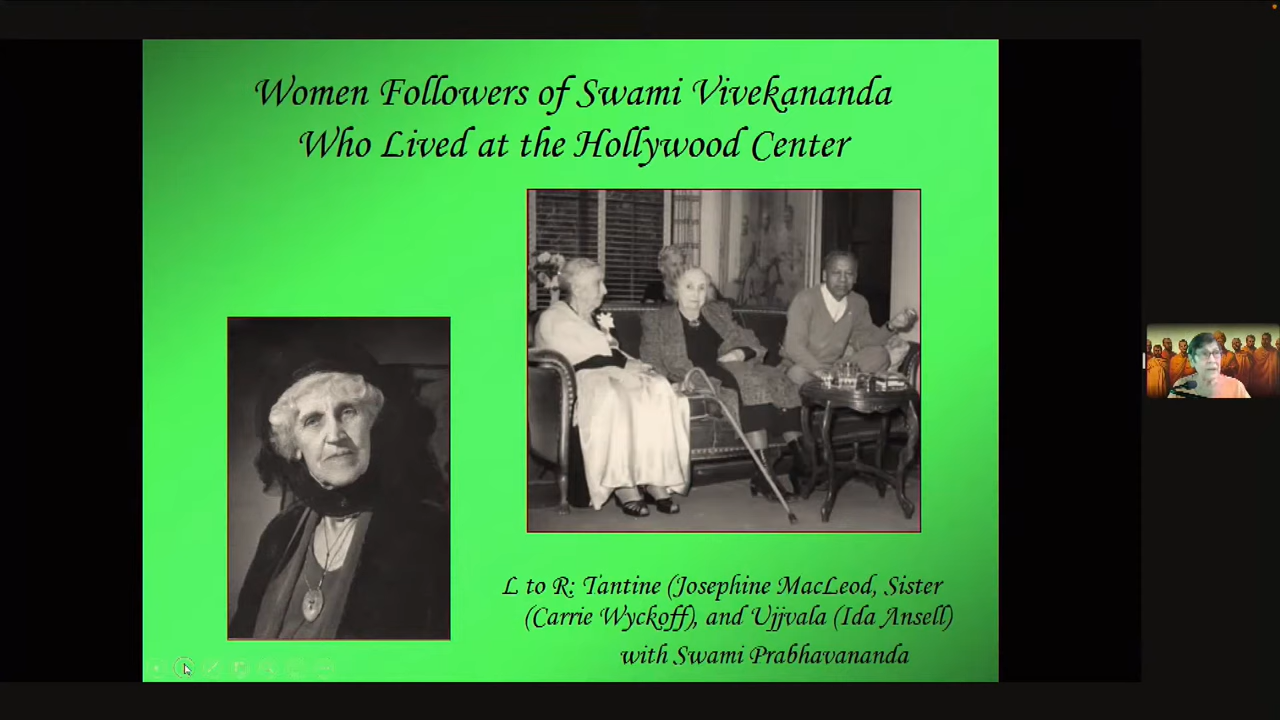 Women Followers of Swami Vivekananda
Who Lived at the Hollywood Center
L to R: Tantine (Josephine MacLeod, Sister
(Carrie Wyckoff), and Ujjvala (Ida Ansell)
with Swami Prabhavananda